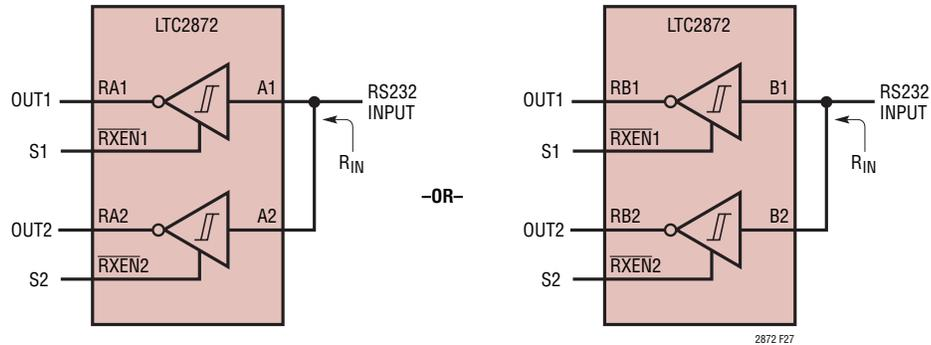 LTC2872
RA1
A1
OUT1
RS232
INPUT
RXEN1
S1
RIN
RA2
A2
OUT2
RXEN2
S2
–OR–
LTC2872
RB1
B1
OUT1
RS232
INPUT
RXEN1
S1
RIN
RB2
B2
OUT2
RXEN2
S2
2872 F27